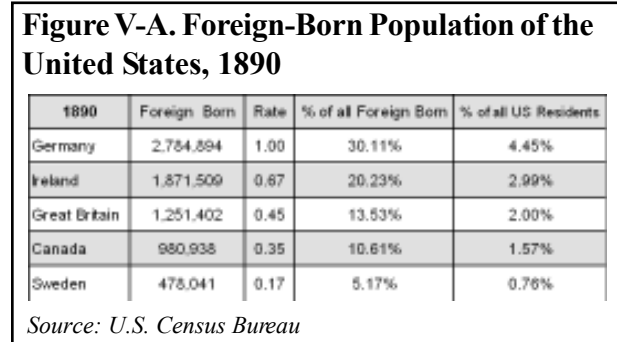 Figure V-A. Foreign-Born Population of the
United States, 1890
1890 Foreign Born Rate % of all Foreign Born % of all US Residents
Germany 2,784,894 1.00 30.11% 4.45%
Ireland 1,871,509 0.67 20.23% 2.99%
Great Britain 1,251,402 0.45 13.53% 2.00%
Canada 980,938 0.35 10.61% 1.57%
Sweden 478,041 0.17 5.17% 0.76%
Source: U.S. Census Bureau